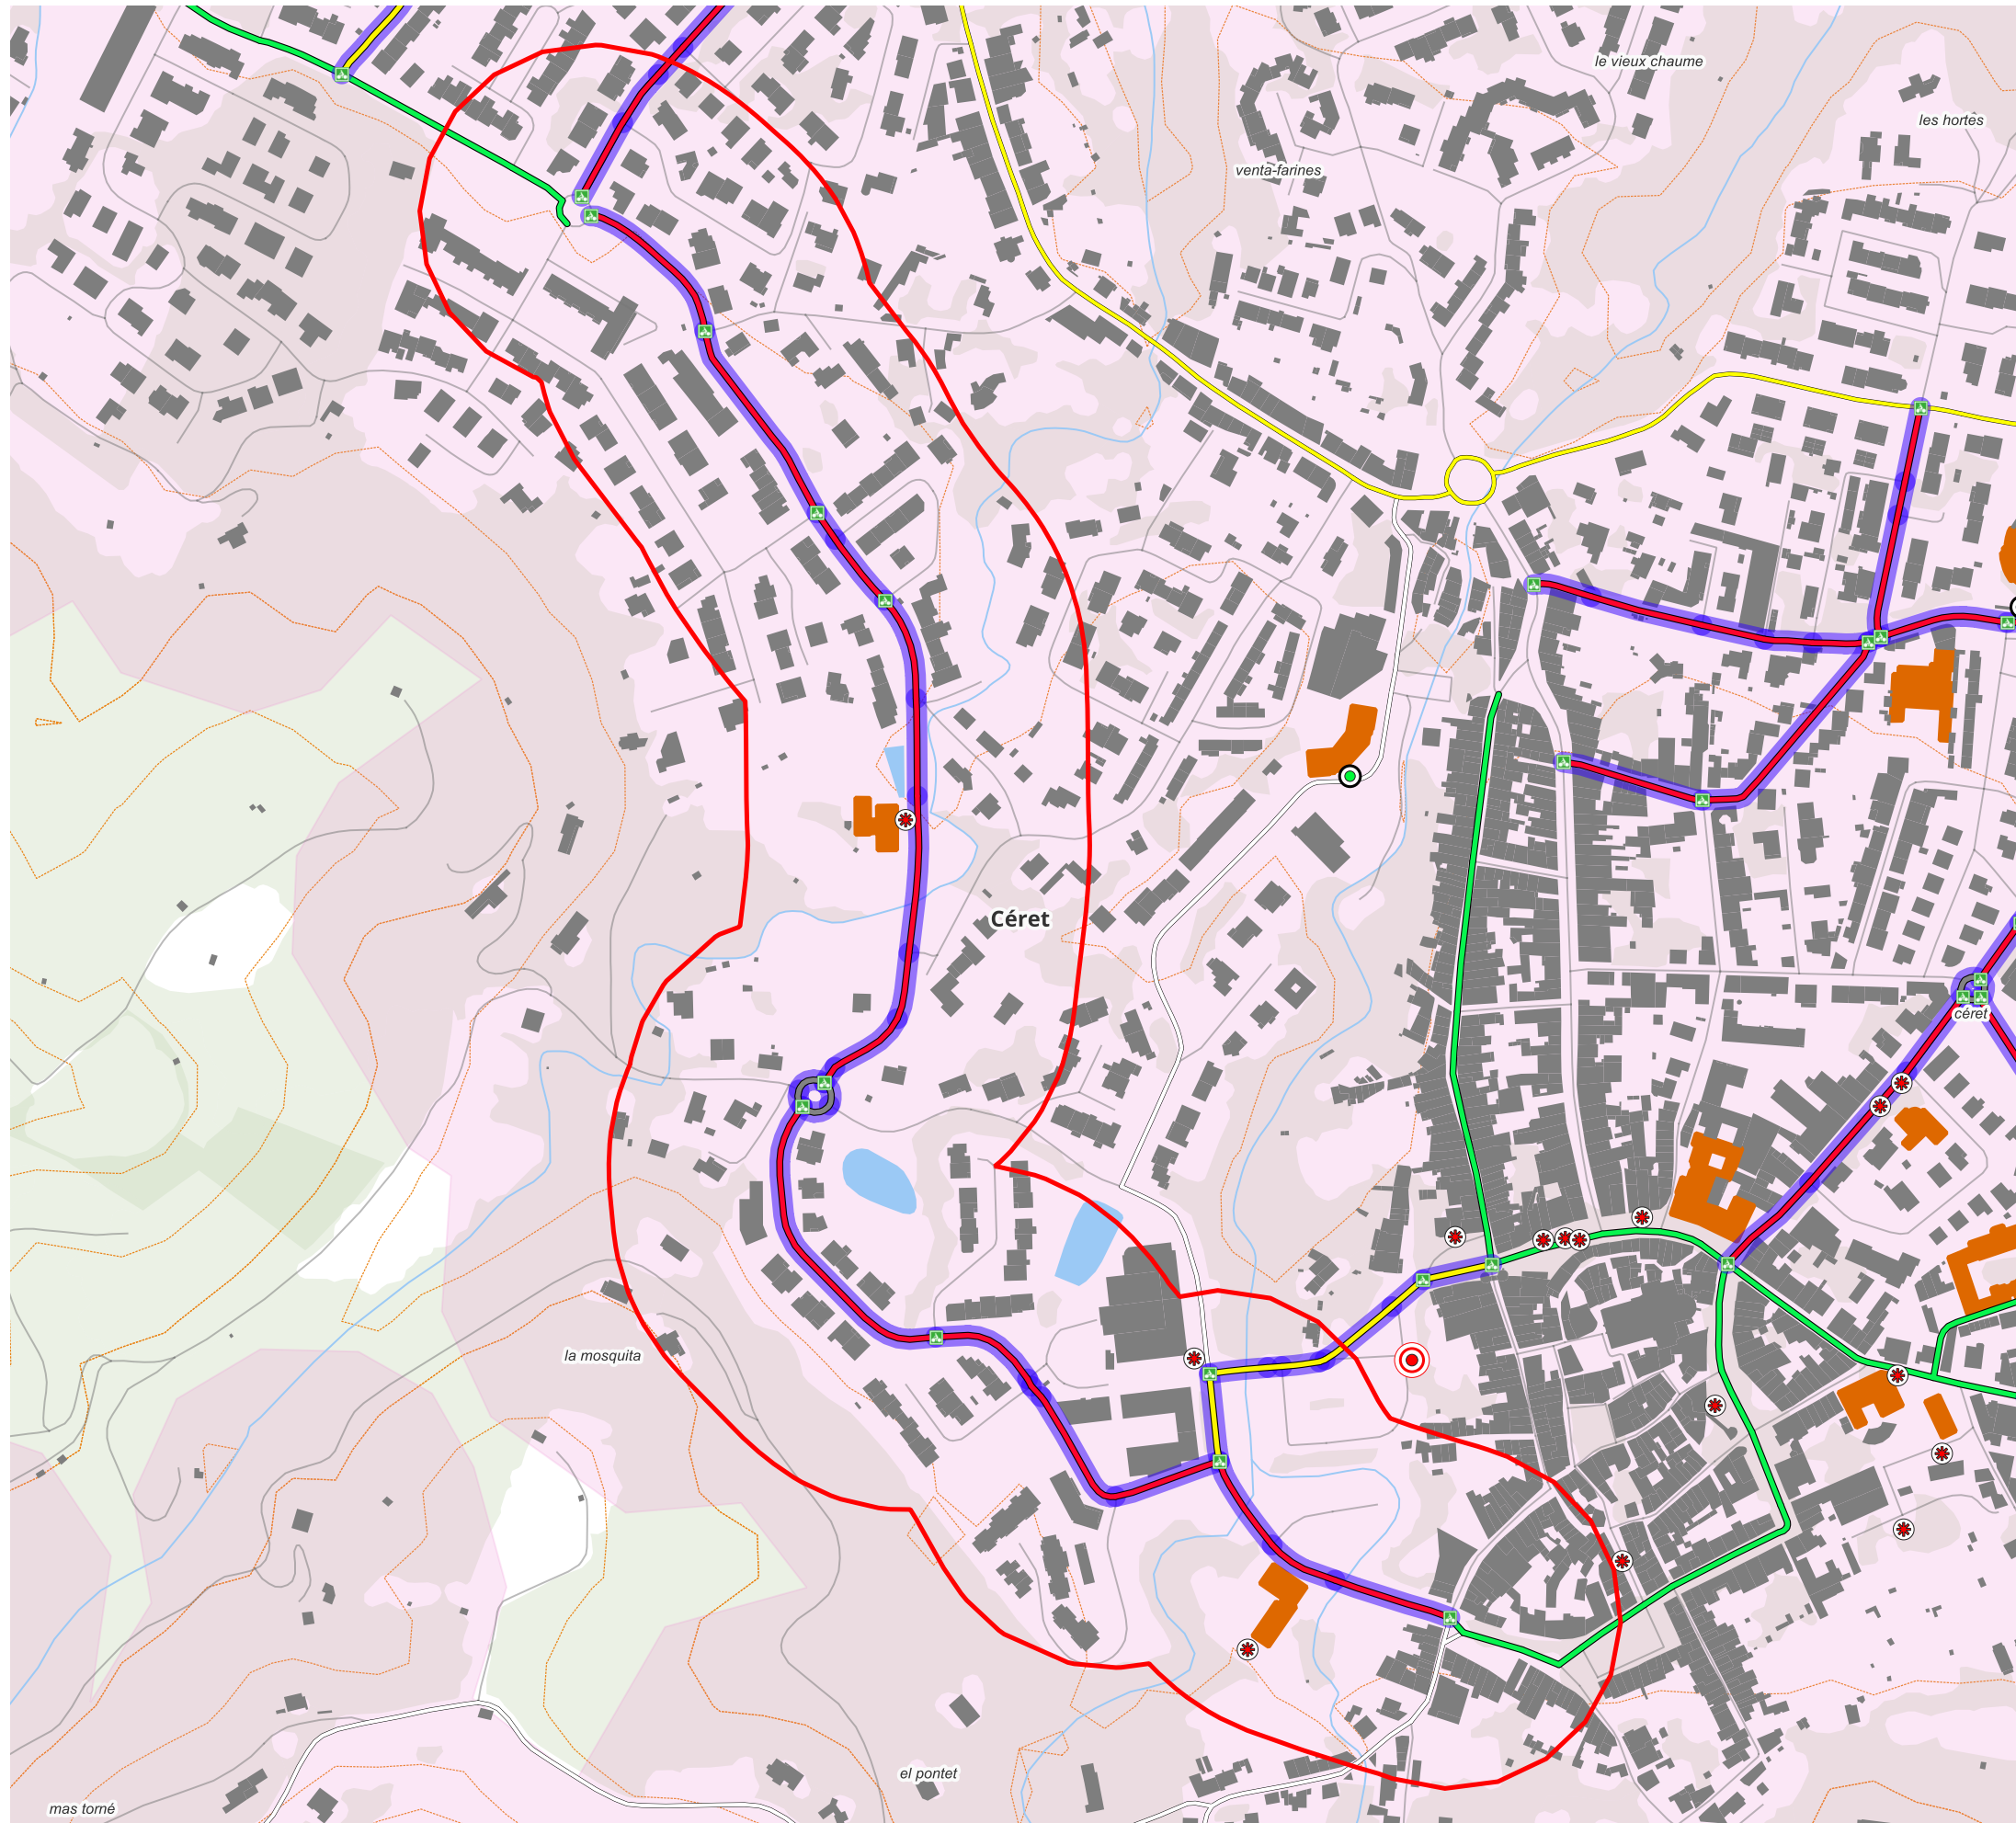 le vieux chaume
les hortes
venta-farines
Céret
céret
la mosquita
el pontet
mas torné